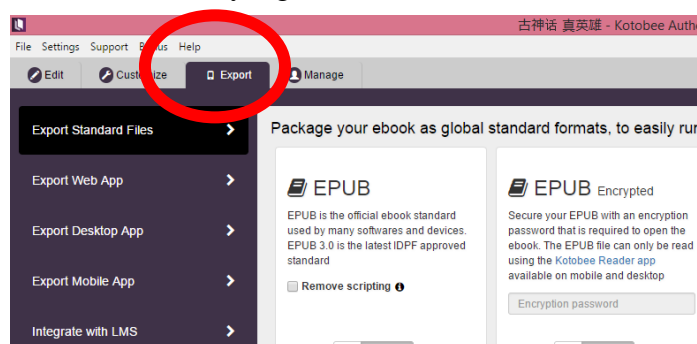 古神话 真英雄 - Kotobee Autho
File Settings Support Bonus Help
Edit Customize Export Manage
Export Standard Files
Export Web App
Export Desktop App
Export Mobile App
Integrate with LMS
Package your ebook as global standard formats, to easily run
EPUB
EPUB is the official ebook standard
used by many softwares and devices.
EPUB 3.0 is the latest IDPF approved
standard
Remove scripting
EPUB Encrypted
Secure your EPUB with an encryption
password that is required to open the
ebook. The EPUB file can only be read
using the Kotobee Reader app
available on mobile and desktop
Encryption password